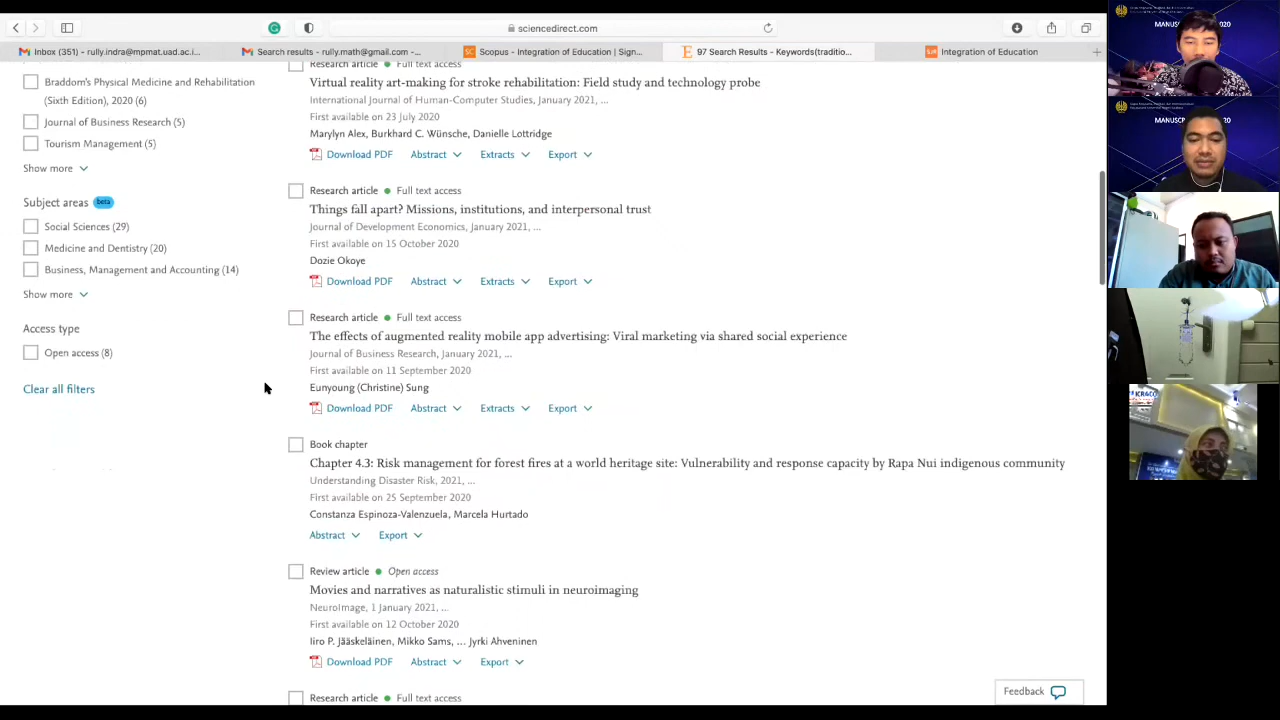 sciencedirect.com
Inbox (351) - rully.indra@mpmat.uad.ac.i...
Search results - rully.math@gmail.com -...
Scopus - Integration of Education | Sign...
97 Search Results - Keywords(traditio...
Integration of Education
Braddom's Physical Medicine and Rehabilitation
(Sixth Edition), 2020 (6)
Journal of Business Research (5)
Tourism Management (5)
Show more
Subject areas beta
Social Sciences (29)
Medicine and Dentistry (20)
Business, Management and Accounting (14)
Show more
Access type
Open access (8)
Clear all filters
Research article Full text access
Virtual reality art-making for stroke rehabilitation: Field study and technology probe
International Journal of Human-Computer Studies, January 2021, ...
First available on 23 July 2020
Marylyn Alex, Burkhard C. Wünsche, Danielle Lottridge
Download PDF Abstract Extracts Export
Research article Full text access
Things fall apart? Missions, institutions, and interpersonal trust
Journal of Development Economics, January 2021, ...
First available on 15 October 2020
Dozie Okoye
Download PDF Abstract Extracts Export
Research article Full text access
The effects of augmented reality mobile app advertising: Viral marketing via shared social experience
Journal of Business Research, January 2021, ...
First available on 11 September 2020
Eunyoung (Christine) Sung
Download PDF Abstract Extracts Export
Book chapter
Chapter 4.3: Risk management for forest fires at a world heritage site: Vulnerability and response capacity by Rapa Nui indigenous community
Understanding Disaster Risk, 2021, ...
First available on 25 September 2020
Constanza Espinoza-Valenzuela, Marcela Hurtado
Abstract Export
Review article Open access
Movies and narratives as naturalistic stimuli in neuroimaging
NeuroImage, 1 January 2021, ...
First available on 12 October 2020
Iiro P. Jääskeläinen, Mikko Sams, ... Jyrki Ahveninen
Download PDF Abstract Export
Research article Full text access
Feedback
MANUSC 020
MANUSC 2020
ICRACO